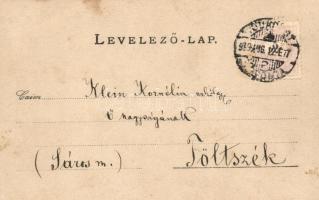 LEVELEZŐ-LAP.
Czim Klein Kornélia
Ő nagyságának
(Sáros m.) Töltszék